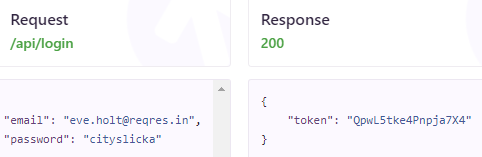 Request
/api/login
"email": "eve.holt@reqres.in",
"password": "cityslicka"
Response
200
{
"token": "QpwL5tke4Pnpja7X4"
}